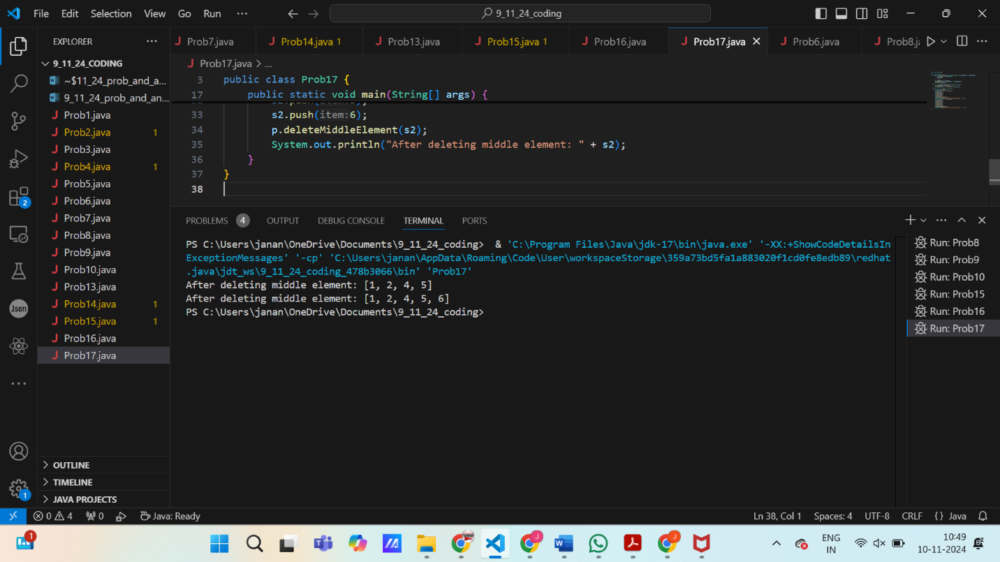 File Edit Selection View Go Run ··· 9_11_24_coding
EXPLORER ···
9_11_24_CODING
~$11_24_prob_and_a...
9_11_24_prob_and_an...
J Prob1.java
J Prob2.java 1
J Prob3.java
J Prob4.java 1
J Prob5.java
J Prob6.java
J Prob7.java
J Prob8.java
J Prob9.java
J Prob10.java
J Prob13.java
J Prob14.java 1
J Prob15.java 1
J Prob16.java
J Prob17.java
OUTLINE
TIMELINE
JAVA PROJECTS
2
Json
1
J Prob7.java J Prob14.java 1 J Prob13.java J Prob15.java 1 J Prob16.java J Prob17.java J Prob6.java J Prob8.j
J Prob17.java > ...
3 public class Prob17 {
17 public static void main(String[] args) {
33 s2.push(item:6);
34 p.deleteMiddleElement(s2);
35 System.out.println("After deleting middle element: " + s2);
36 }
37 }
38
PROBLEMS 4 OUTPUT DEBUG CONSOLE TERMINAL PORTS
PS C:\Users\janan\OneDrive\Documents\9_11_24_coding> & 'C:\Program Files\Java\jdk-17\bin\java.exe' '-XX:+ShowCodeDetailsIn
ExceptionMessages' '-cp' 'C:\Users\janan\AppData\Roaming\Code\User\workspaceStorage\359a73bd5fa1a883020f1cd0fe8edb89\redhat
.java\jdt_ws\9_11_24_coding_478b3066\bin' 'Prob17'
After deleting middle element: [1, 2, 4, 5]
After deleting middle element: [1, 2, 4, 5, 6]
PS C:\Users\janan\OneDrive\Documents\9_11_24_coding>
Run: Prob8
Run: Prob9
Run: Prob10
Run: Prob15
Run: Prob16
Run: Prob17
0 4 0 Java: Ready Ln 38, Col 1 Spaces: 4 UTF-8 CRLF {} Java
1
J
J
ENG
IN
10:49
10-11-2024